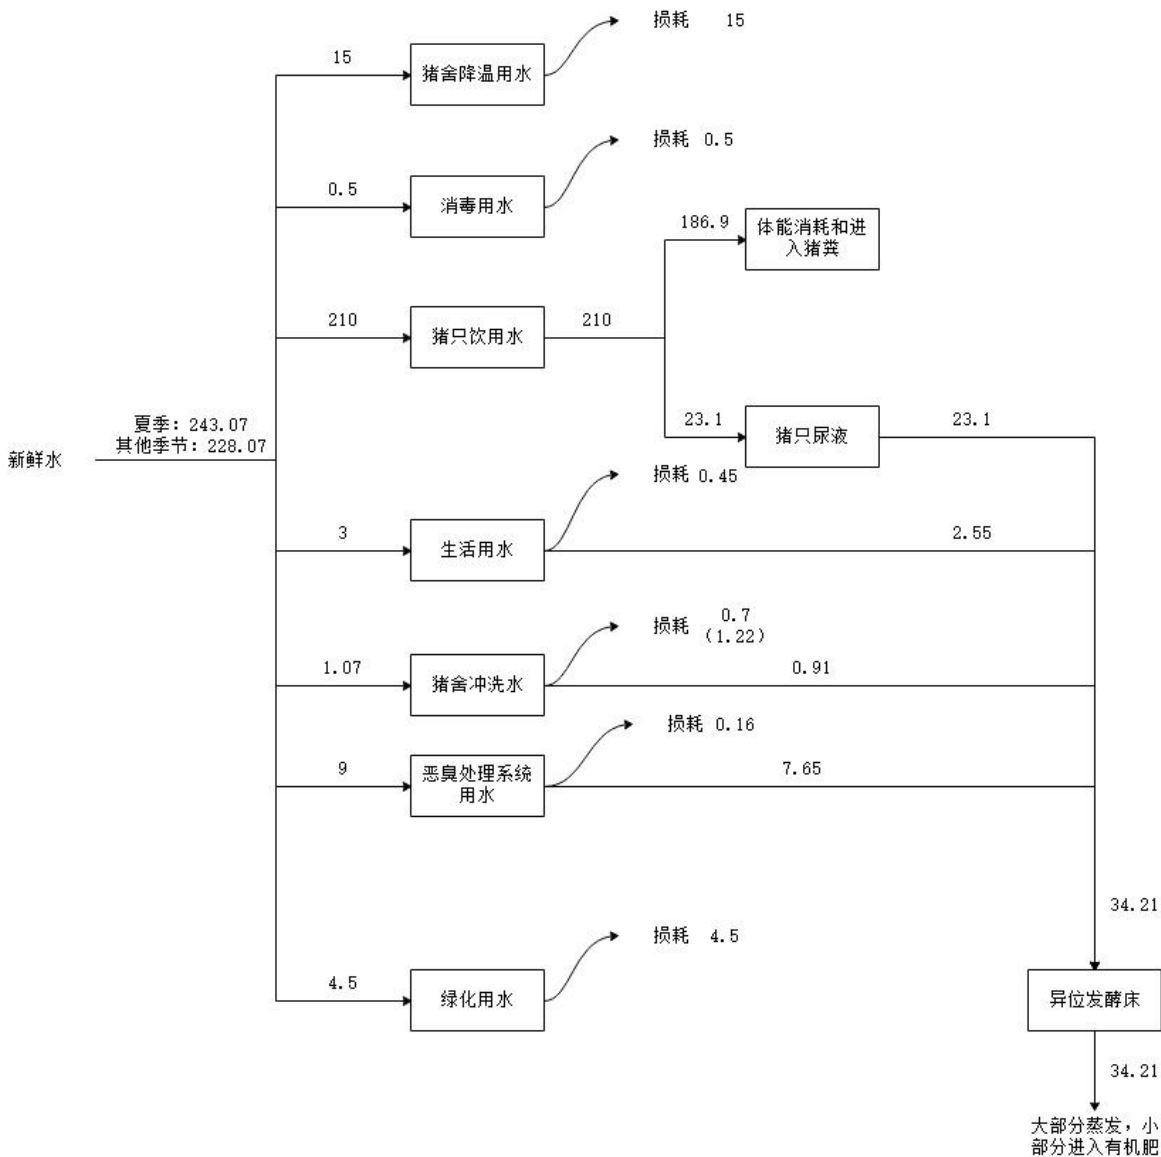 损耗 15
15
猪舍降温用水
损耗 0.5
0.5
消毒用水
186.9
体能消耗和进
入猪粪
210
猪只饮用水
210
夏季：243.07
其他季节：228.07
新鲜水
23.1
猪只尿液
23.1
损耗 0.45
3
生活用水
2.55
损耗 0.7
（1.22）
1.07
猪舍冲洗水
0.91
损耗 0.16
9
恶臭处理系统
用水
7.65
34.21
损耗 4.5
4.5
绿化用水
异位发酵床
34.21
大部分蒸发，小
部分进入有机肥